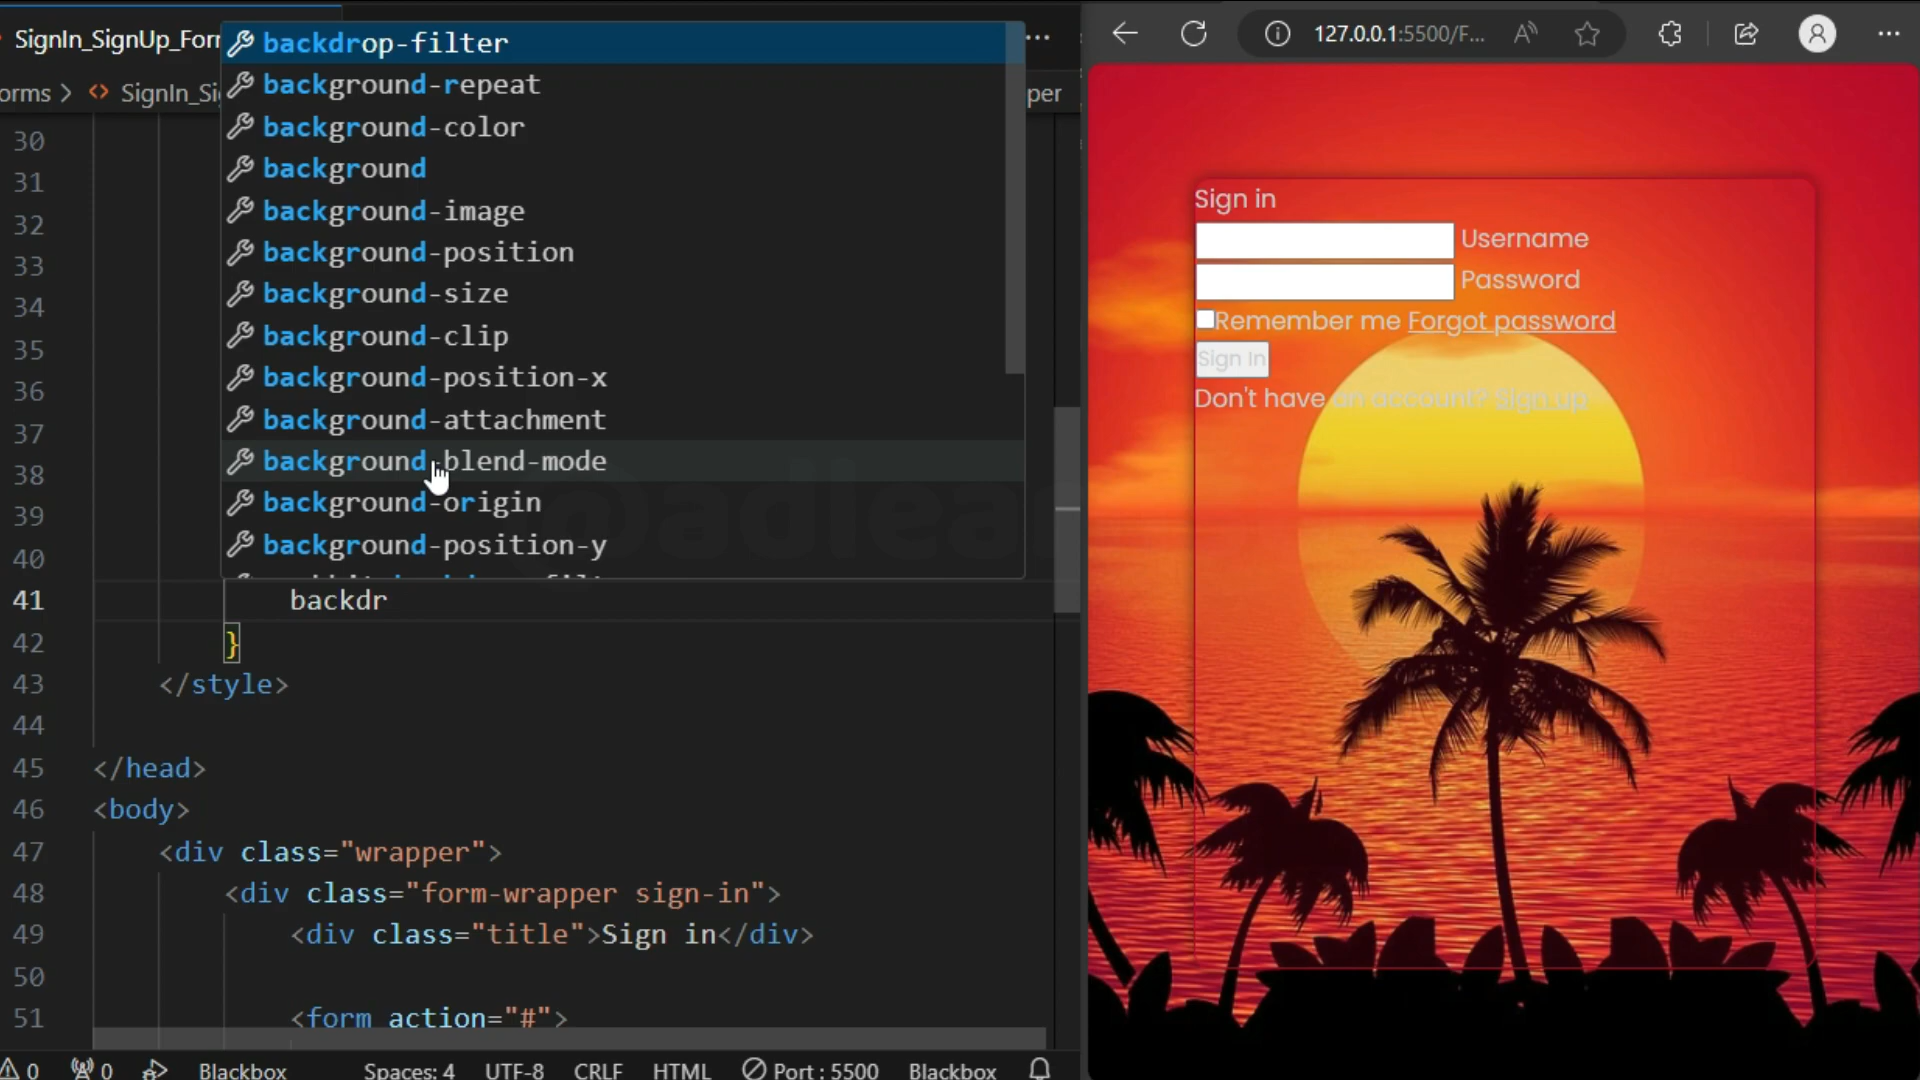 SignIn_SignUp_For
backdrop-filter
...
127.0.0.1:5500/F...
orms > <> SignIn_Si
background-repeat
per
background-color
background
background-image
background-position
background-size
background-clip
background-position-x
background-attachment
background-blend-mode
background-origin
background-position-y
30
31
32
33
34
35
36
37
38
39
40
41 backdr
42 }
43 </style>
44
45 </head>
46 <body>
47 <div class="wrapper">
48 <div class="form-wrapper sign-in">
49 <div class="title">Sign in</div>
50
51 <form action="#">
0 0 Blackbox Spaces: 4 UTF-8 CRLF HTML Port : 5500 Blackbox
@adlea
Sign in
Username
Password
Remember me Forgot password
Sign In
Don't have an account? Sign up